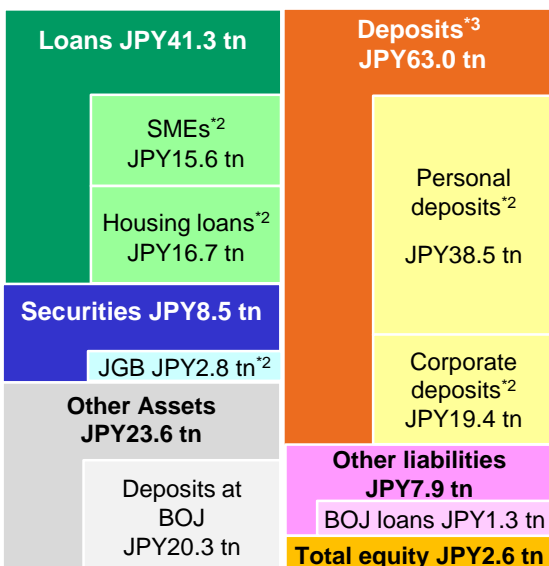 Loans JPY41.3 tn
SMEs*2
JPY15.6 tn
Housing loans*2
JPY16.7 tn
Securities JPY8.5 tn
JGB JPY2.8 tn*2
Other Assets
JPY23.6 tn
Deposits at
BOJ
JPY20.3 tn
Deposits*3
JPY63.0 tn
Personal
deposits*2
JPY38.5 tn
Corporate
deposits*2
JPY19.4 tn
Other liabilities
JPY7.9 tn
BOJ loans JPY1.3 tn
Total equity JPY2.6 tn